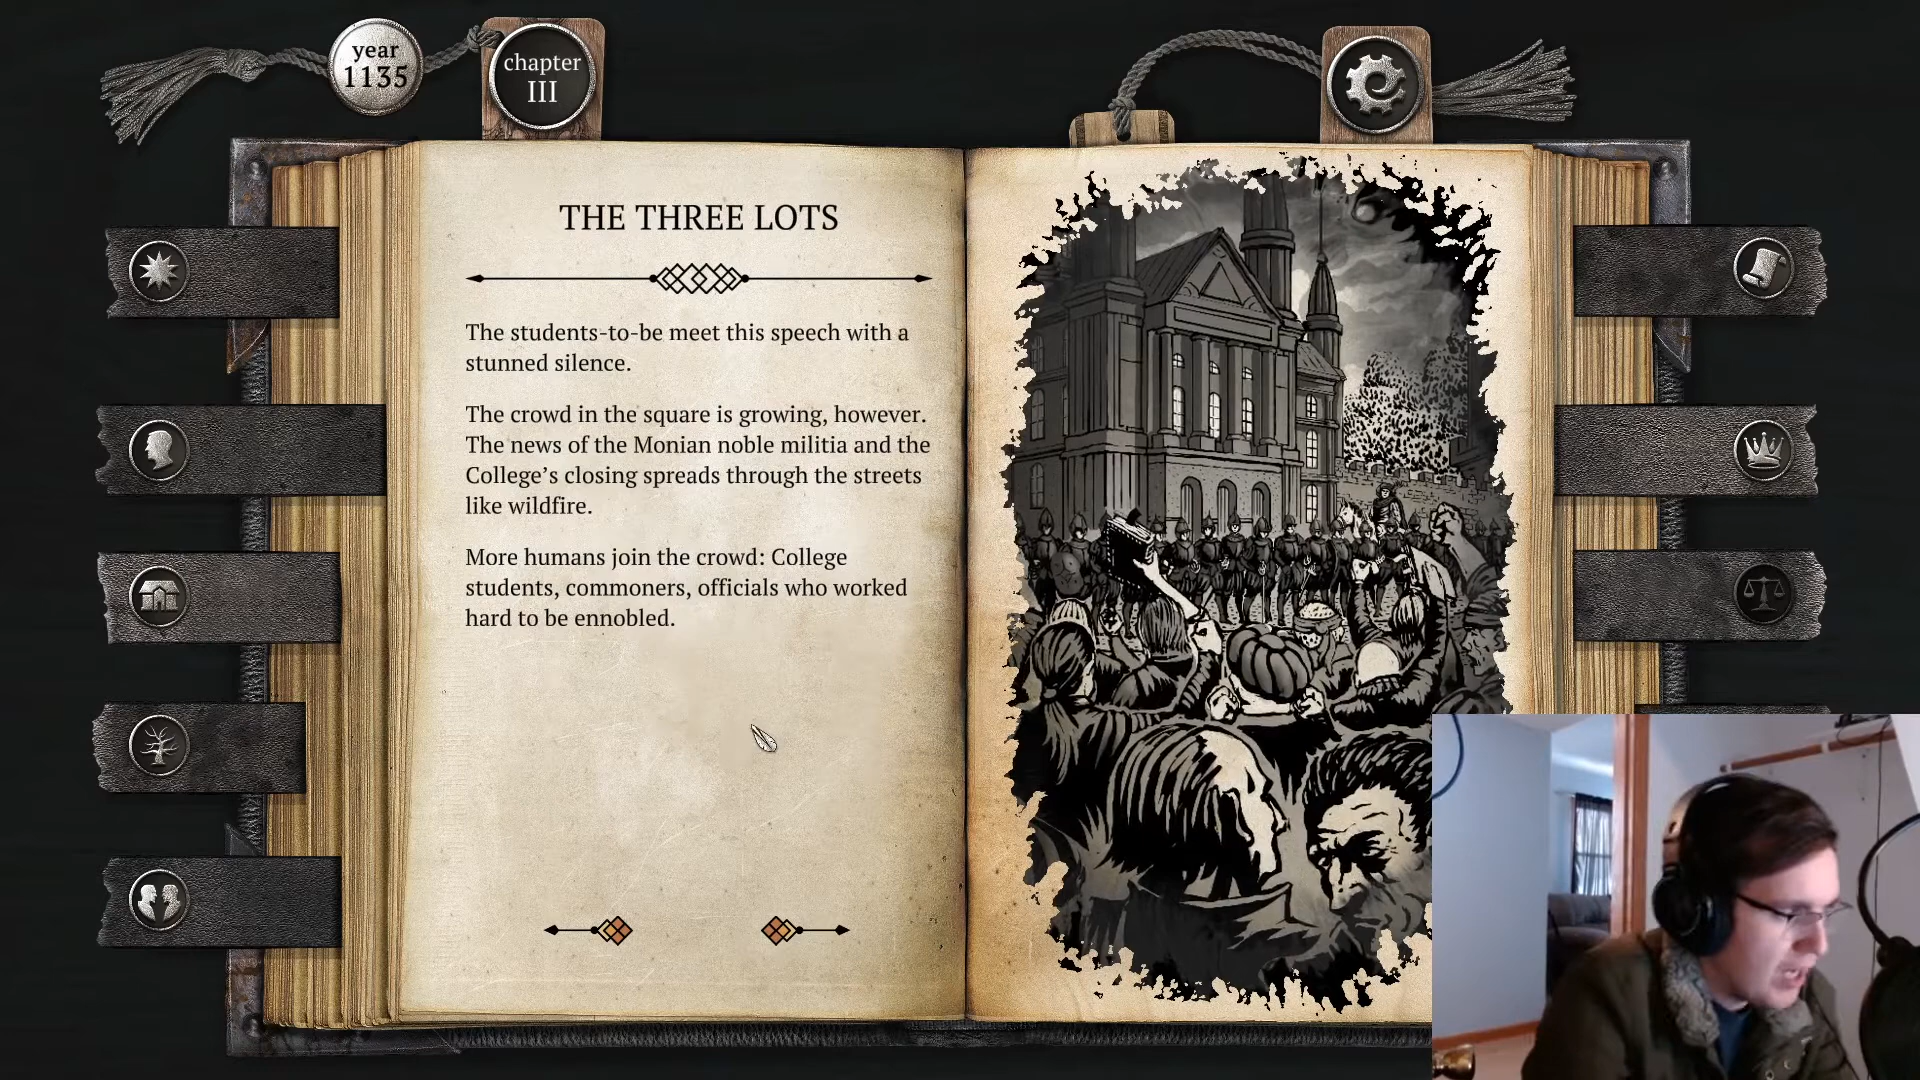 year
1135
chapter
III
THE THREE LOTS
The students-to-be meet this speech with a
stunned silence.
The crowd in the square is growing, however.
The news of the Monian noble militia and the
College’s closing spreads through the streets
like wildfire.
More humans join the crowd: College
students, commoners, officials who worked
hard to be ennobled.